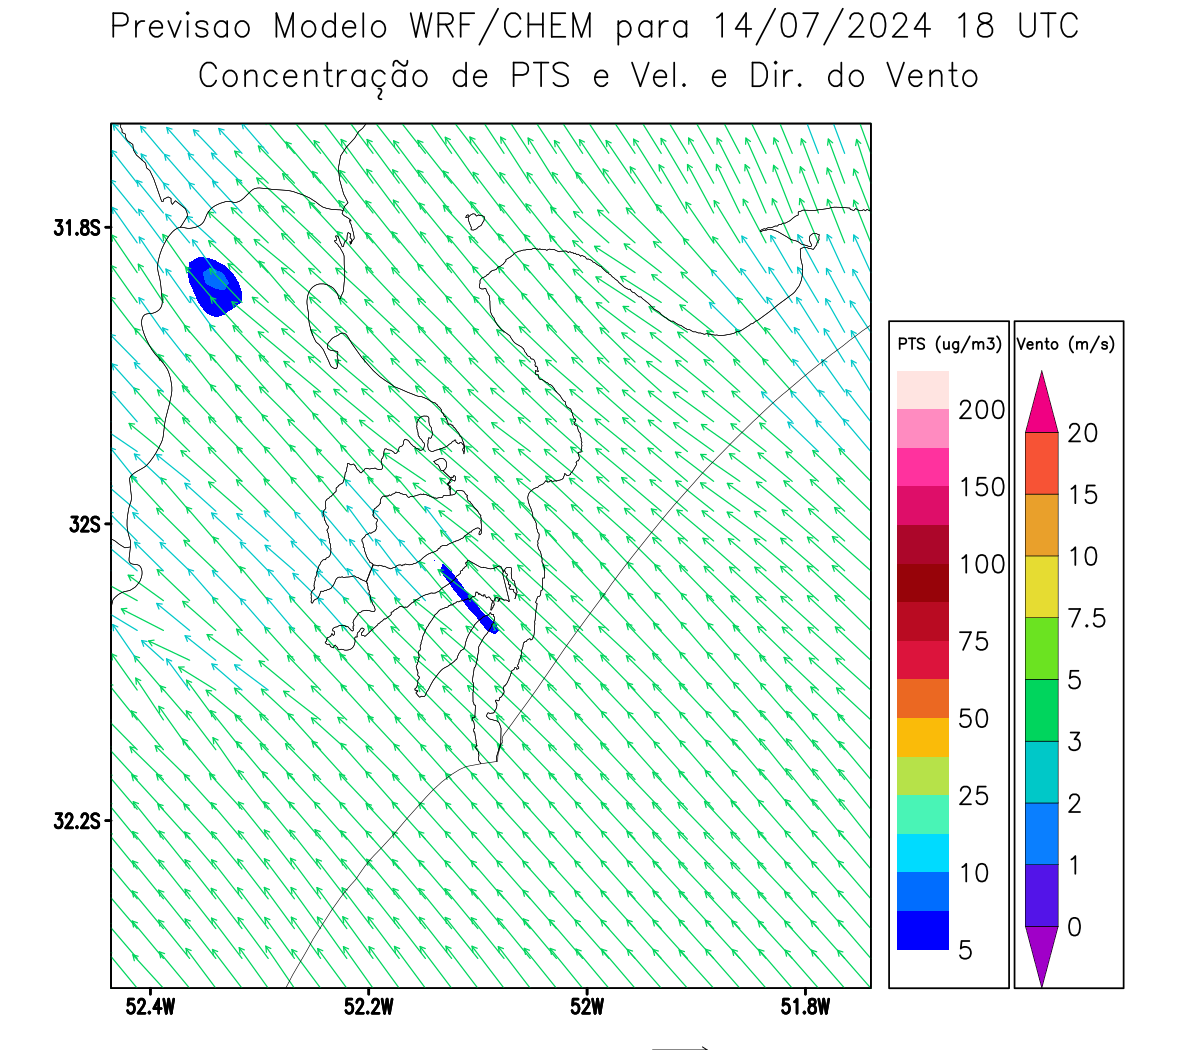 Previsao Modelo WRF/CHEM para 14/07/2024 18 UTC
Concentração de PTS e Vel. e Dir. do Vento
31.8S
32S
32.2S
52.4W 52.2W 52W 51.8W
PTS (ug/m3)
200
150
100
75
50
25
10
5
Vento (m/s)
20
15
10
7.5
5
3
2
1
0